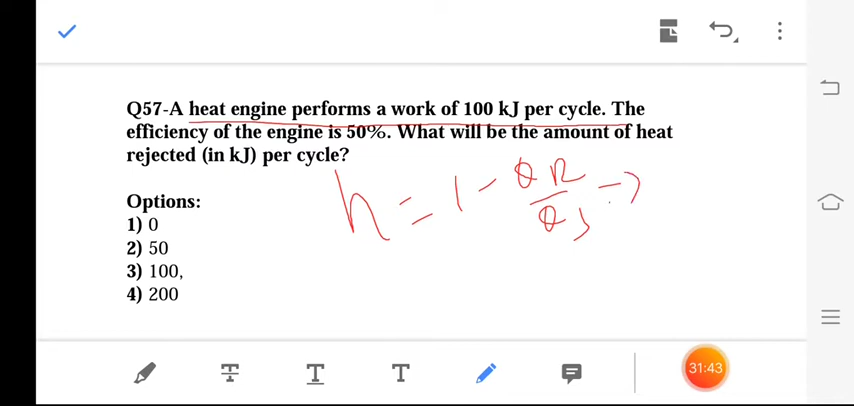 Q57-A heat engine performs a work of 100 kJ per cycle. The
efficiency of the engine is 50%. What will be the amount of heat
rejected (in kJ) per cycle?
η = 1 - QR/Qs
Options:
1) 0
2) 50
3) 100,
4) 200
T
T
T
31:43